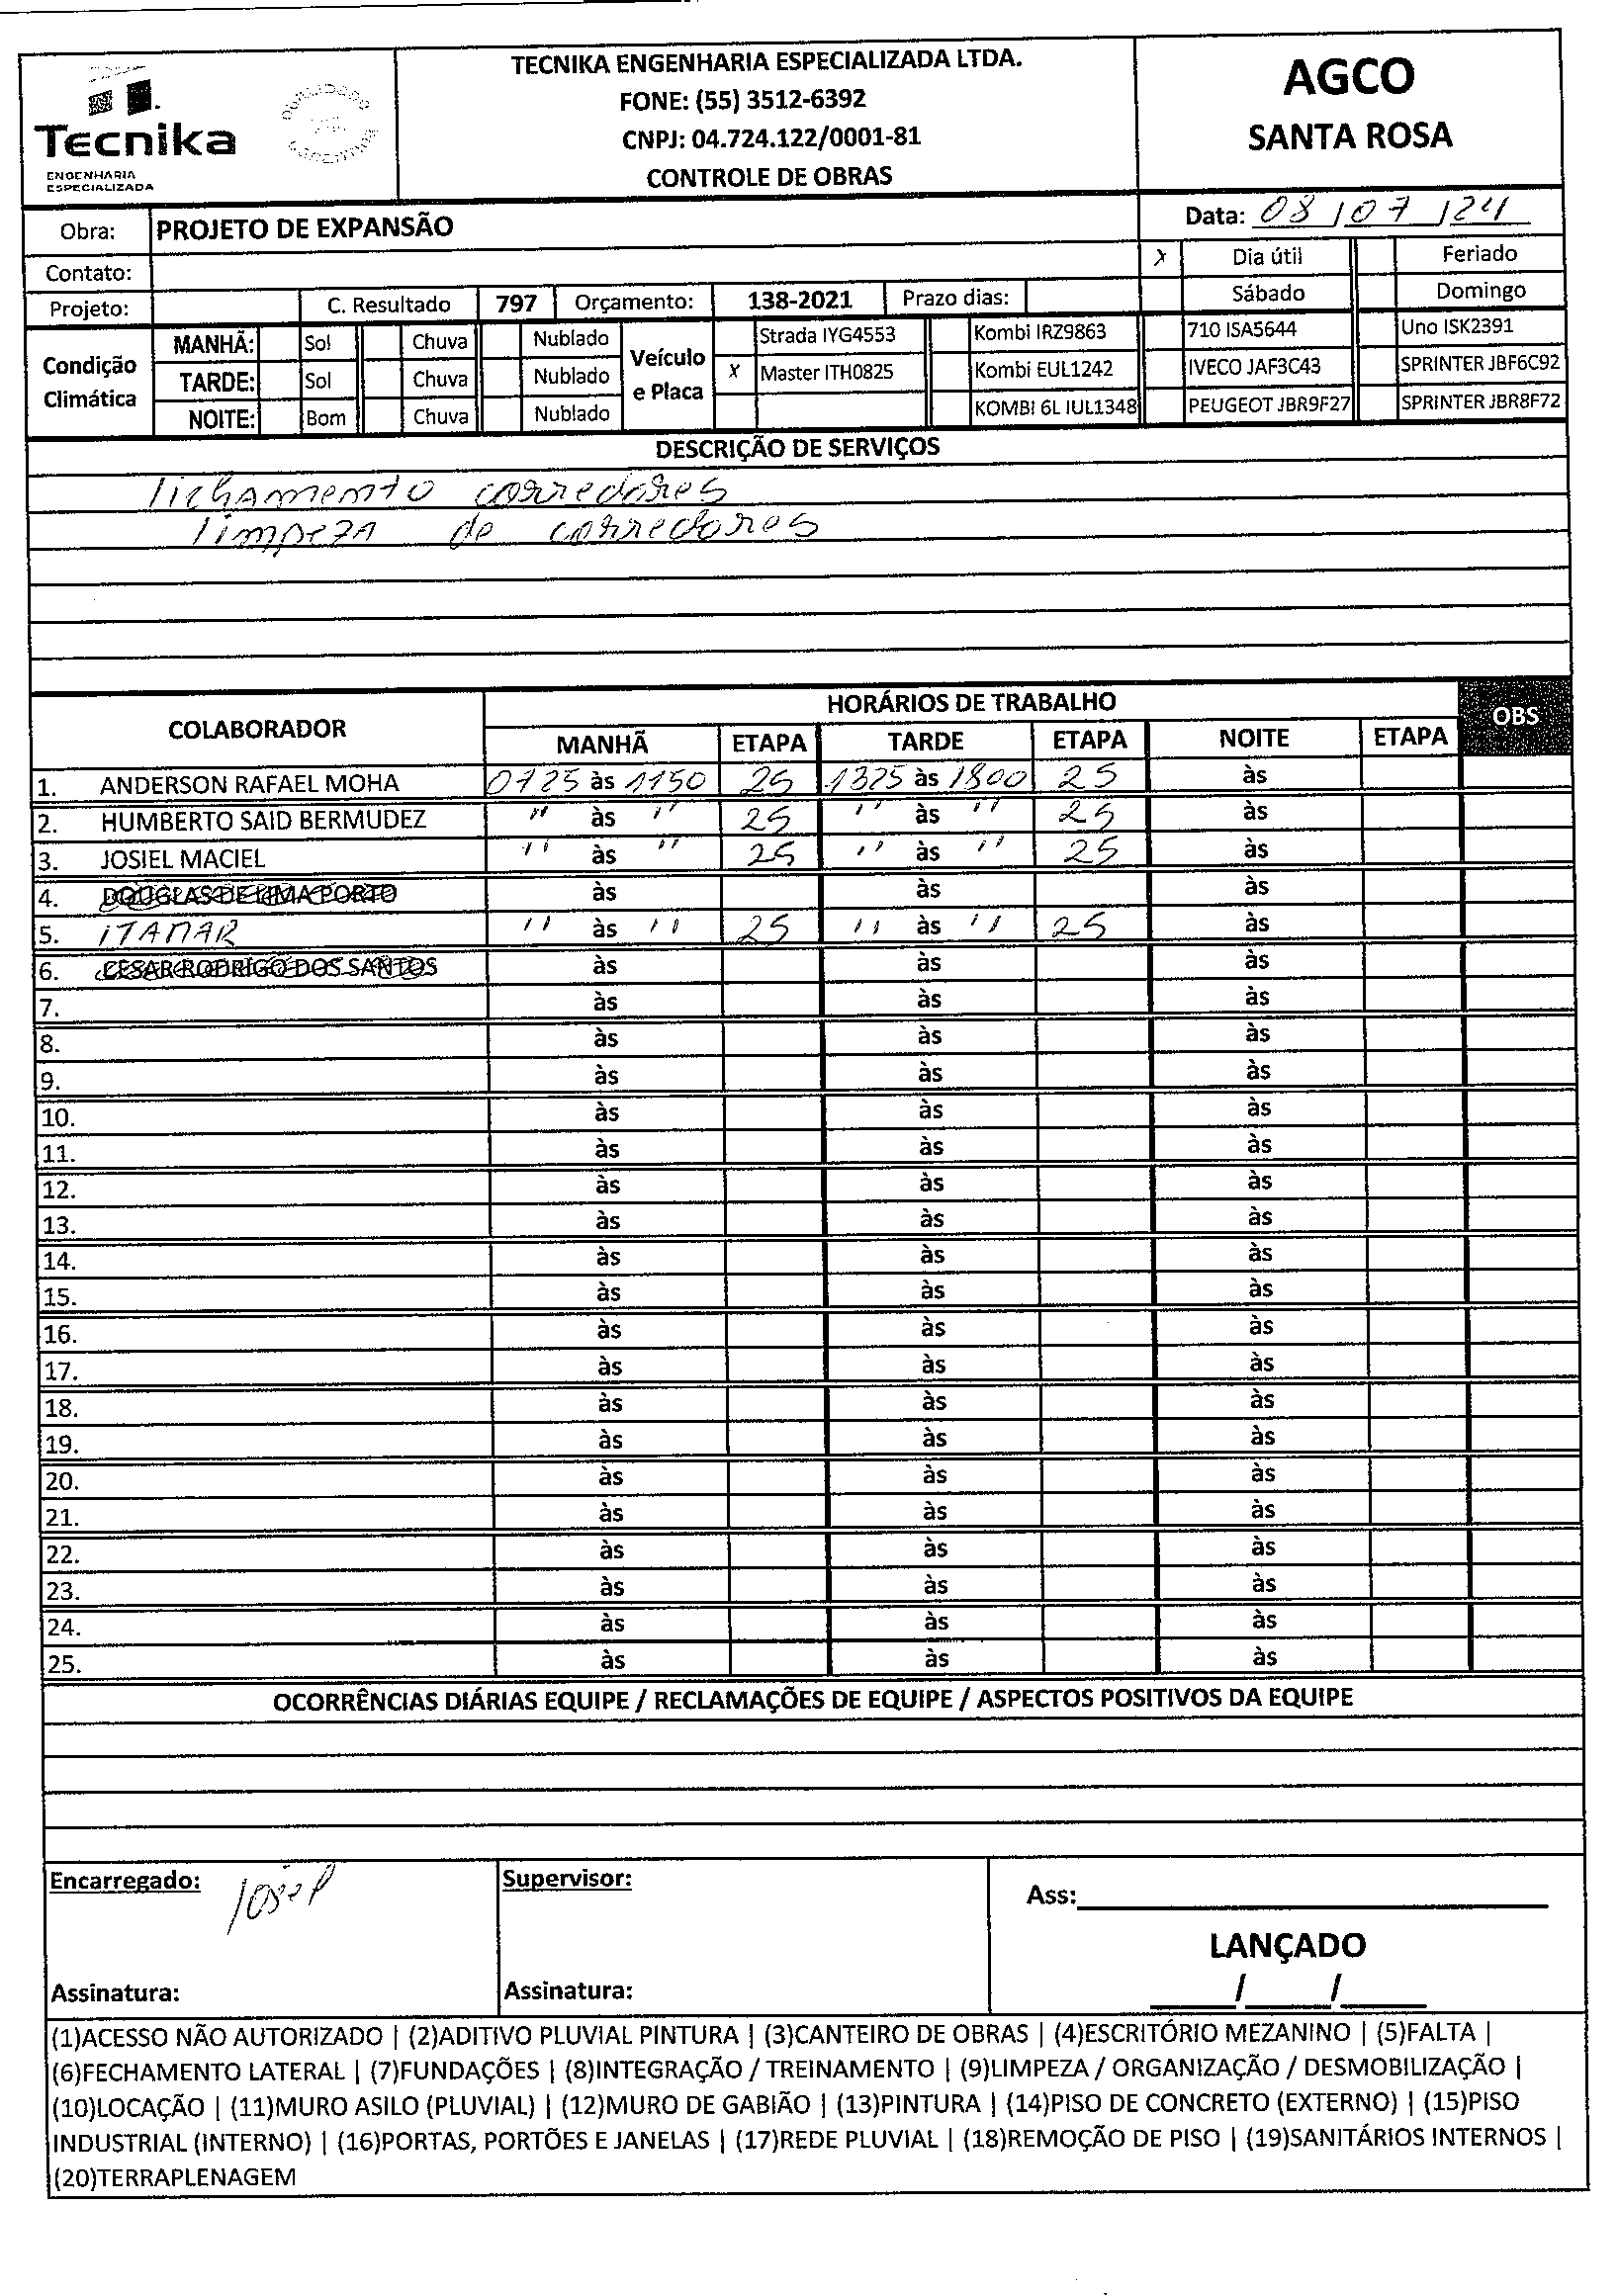 Tecnika
ENGENHARIA
ESPECIALIZADA
TECNIKA ENGENHARIA ESPECIALIZADA LTDA.
FONE: (55) 3512-6392
CNPJ: 04.724.122/0001-81
CONTROLE DE OBRAS
AGCO
SANTA ROSA
Obra: PROJETO DE EXPANSÃO
Data: 08/07/24
Contato:
X Dia útil Feriado
Projeto: C. Resultado 797 Orçamento: 138-2021 Prazo dias: Sábado Domingo
Condição Climática
MANHÃ: Sol Chuva Nublado
TARDE: Sol Chuva Nublado
NOITE: Bom Chuva Nublado
Veículo e Placa
Strada IYG4553 Kombi IRZ9863 710 ISA5644 Uno ISK2391
X Master ITH0825 Kombi EUL1242 IVECO JAF3C43 SPRINTER JBF6C92
KOMBI 6L IUL1348 PEUGEOT JBR9F27 SPRINTER JBR8F72
DESCRIÇÃO DE SERVIÇOS
lichamento corredores
limpeza de corredores
COLABORADOR HORÁRIOS DE TRABALHO OBS
MANHÃ ETAPA TARDE ETAPA NOITE ETAPA
1. ANDERSON RAFAEL MOHA 0725 às 1150 25 1325 às 1800 25 às
2. HUMBERTO SAID BERMUDEZ " às " 25 " às " 25 às
3. JOSIEL MACIEL " às " 25 " às " 25 às
4. DOUGLAS DE LIMA PORTO às às às
5. ITAMAR " às " 25 " às " 25 às
6. CESAR RODRIGO DOS SANTOS às às às
7. às às às
8. às às às
9. às às às
10. às às às
11. às às às
12. às às às
13. às às às
14. às às às
15. às às às
16. às às às
17. às às às
18. às às às
19. às às às
20. às às às
21. às às às
22. às às às
23. às às às
24. às às às
25. às às às
OCORRÊNCIAS DIÁRIAS EQUIPE / RECLAMAÇÕES DE EQUIPE / ASPECTOS POSITIVOS DA EQUIPE
Encarregado:
Supervisor:
Ass:
LANÇADO
Assinatura:
Assinatura:
(1)ACESSO NÃO AUTORIZADO | (2)ADITIVO PLUVIAL PINTURA | (3)CANTEIRO DE OBRAS | (4)ESCRITÓRIO MEZANINO | (5)FALTA |
(6)FECHAMENTO LATERAL | (7)FUNDAÇÕES | (8)INTEGRAÇÃO / TREINAMENTO | (9)LIMPEZA / ORGANIZAÇÃO / DESMOBILIZAÇÃO |
(10)LOCAÇÃO | (11)MURO ASILO (PLUVIAL) | (12)MURO DE GABIÃO | (13)PINTURA | (14)PISO DE CONCRETO (EXTERNO) | (15)PISO
INDUSTRIAL (INTERNO) | (16)PORTAS, PORTÕES E JANELAS | (17)REDE PLUVIAL | (18)REMOÇÃO DE PISO | (19)SANITÁRIOS INTERNOS |
(20)TERRAPLENAGEM